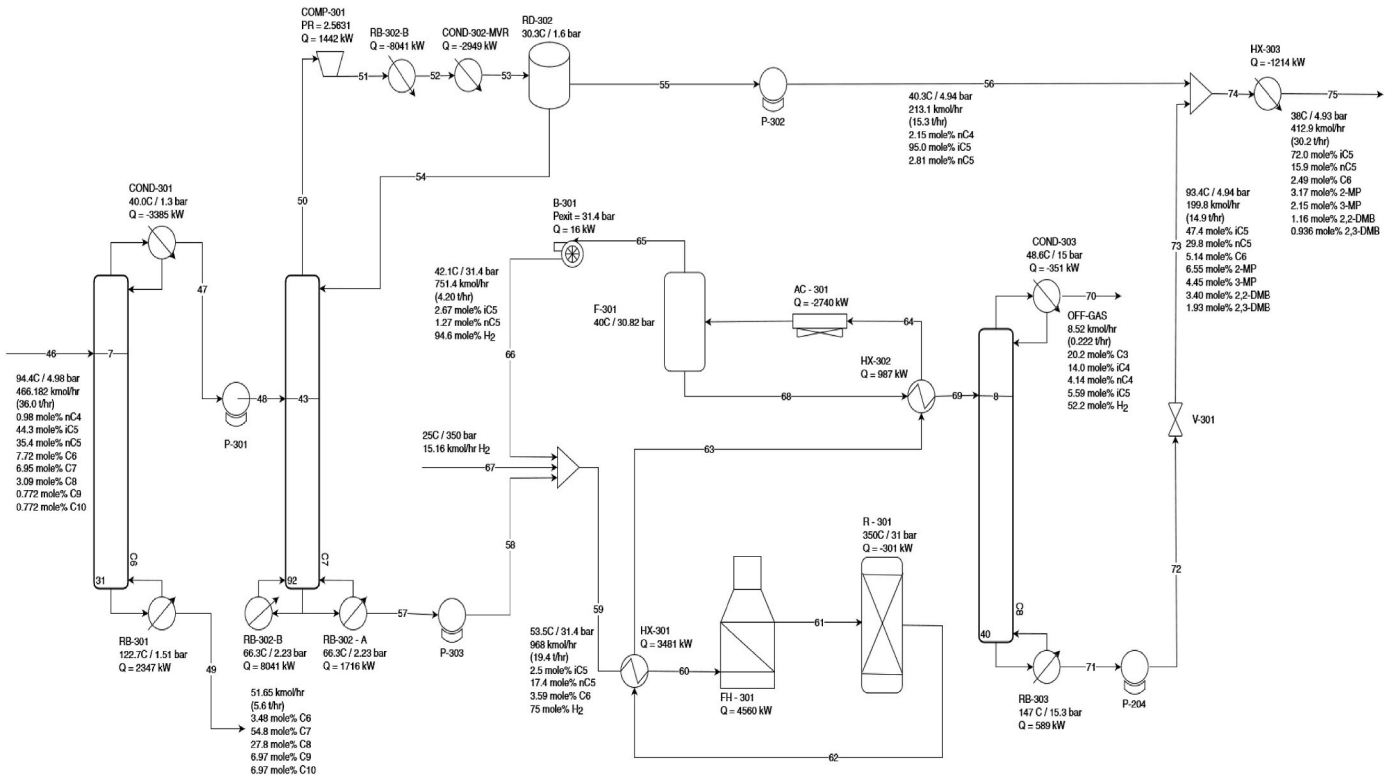 COMP-301
PR = 2.5631
Q = 1442 kW
RB-302-B
Q = -8041 kW
COND-302-MVR
Q = -2949 kW
RD-302
30.3C / 1.6 bar
HX-303
Q = -1214 kW
51
52
53
55
P-302
56
74
75
40.3C / 4.94 bar
213.1 kmol/hr
(15.3 t/hr)
2.15 mole% nC4
95.0 mole% iC5
2.81 mole% nC5
38C / 4.93 bar
412.9 kmol/hr
(30.2 t/hr)
72.0 mole% iC5
15.9 mole% nC5
2.49 mole% C6
3.17 mole% 2-MP
2.15 mole% 3-MP
1.16 mole% 2,2-DMB
0.936 mole% 2,3-DMB
COND-301
40.0C / 1.3 bar
Q = -3385 kW
50
54
47
B-301
Pexit = 31.4 bar
Q = 16 kW
65
93.4C / 4.94 bar
199.8 kmol/hr
(14.9 t/hr)
47.4 mole% iC5
29.8 mole% nC5
5.14 mole% C6
6.55 mole% 2-MP
4.45 mole% 3-MP
3.40 mole% 2,2-DMB
1.93 mole% 2,3-DMB
73
COND-303
48.6C / 15 bar
Q = -351 kW
70
OFF-GAS
8.52 kmol/hr
(0.222 t/hr)
20.2 mole% C3
14.0 mole% iC4
4.14 mole% nC4
5.59 mole% iC5
52.2 mole% H2
42.1C / 31.4 bar
751.4 kmol/hr
(4.20 t/hr)
2.67 mole% iC5
1.27 mole% nC5
94.6 mole% H2
66
F-301
40C / 30.82 bar
AC - 301
Q = -2740 kW
64
HX-302
Q = 987 kW
46
7
94.4C / 4.98 bar
466.182 kmol/hr
(36.0 t/hr)
0.98 mole% nC4
44.3 mole% iC5
35.4 mole% nC5
7.72 mole% C6
6.95 mole% C7
3.09 mole% C8
0.772 mole% C9
0.772 mole% C10
P-301
48
43
68
69
8
V-301
25C / 350 bar
15.16 kmol/hr H2
67
63
58
59
R - 301
350C / 31 bar
Q = -301 kW
72
C6
31
C7
92
C8
40
RB-301
122.7C / 1.51 bar
Q = 2347 kW
49
RB-302-B
66.3C / 2.23 bar
Q = 8041 kW
RB-302 - A
66.3C / 2.23 bar
Q = 1716 kW
57
P-303
53.5C / 31.4 bar
968 kmol/hr
(19.4 t/hr)
2.5 mole% iC5
17.4 mole% nC5
3.59 mole% C6
75 mole% H2
HX-301
Q = 3481 kW
60
61
FH - 301
Q = 4560 kW
62
71
P-204
RB-303
147 C / 15.3 bar
Q = 589 kW
51.65 kmol/hr
(5.6 t/hr)
3.48 mole% C6
54.8 mole% C7
27.8 mole% C8
6.97 mole% C9
6.97 mole% C10